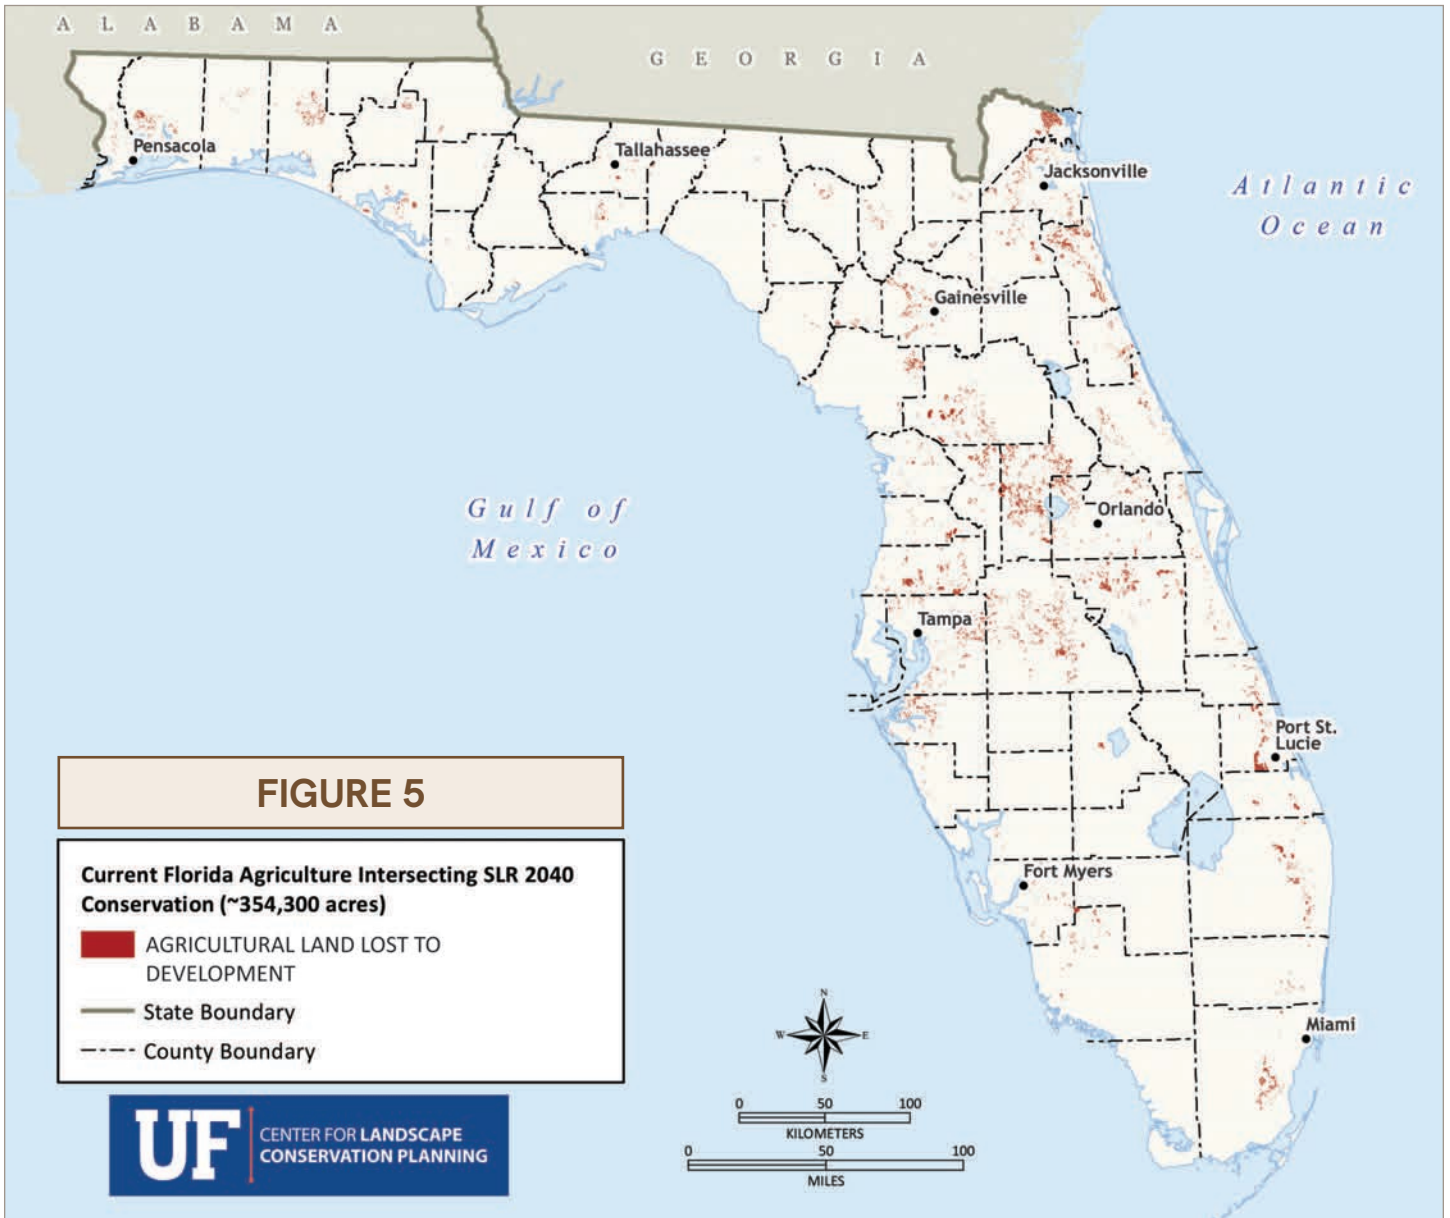 A L A B A M A
G E O R G I A
Pensacola
Tallahassee
Jacksonville
Atlantic
Ocean
Gainesville
Gulf of
Mexico
Orlando
Tampa
Port St.
Lucie
FIGURE 5
Current Florida Agriculture Intersecting SLR 2040
Conservation (~354,300 acres)
AGRICULTURAL LAND LOST TO
DEVELOPMENT
State Boundary
County Boundary
Fort Myers
Miami
N
W E
S
0 50 100
KILOMETERS
0 50 100
MILES
UF
CENTER FOR LANDSCAPE
CONSERVATION PLANNING